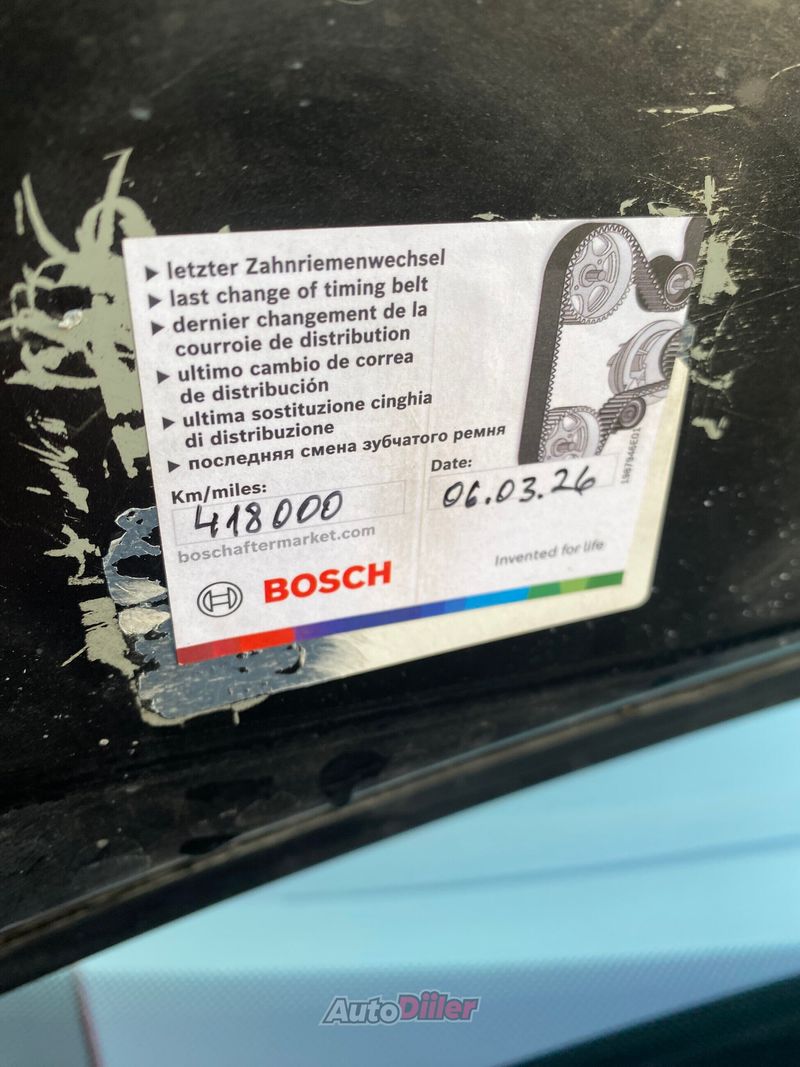 ▸ letzter Zahnriemenwechsel
▸ last change of timing belt
▸ dernier changement de la
courroie de distribution
▸ ultimo cambio de correa
de distribución
▸ ultima sostituzione cinghia
di distribuzione
▸ последняя смена зубчатого ремня
Km/miles:
418000
Date:
06.03.26
boschaftermarket.com
Invented for life
BOSCH
1987946E01
AutoDiiler